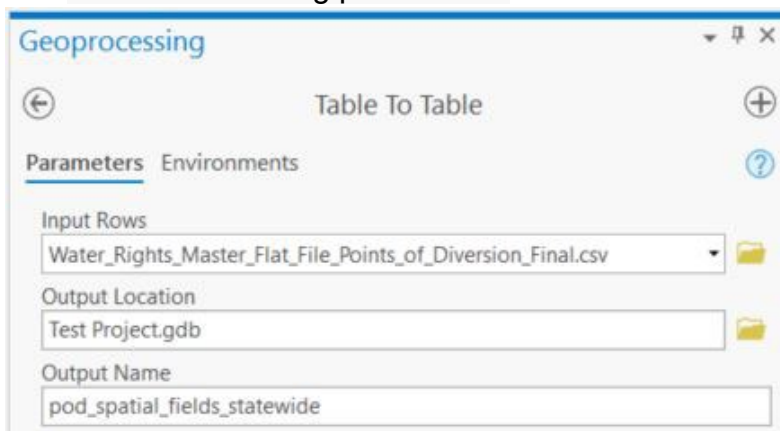 Geoprocessing
Table To Table
Parameters Environments
Input Rows
Water_Rights_Master_Flat_File_Points_of_Diversion_Final.csv
Output Location
Test Project.gdb
Output Name
pod_spatial_fields_statewide